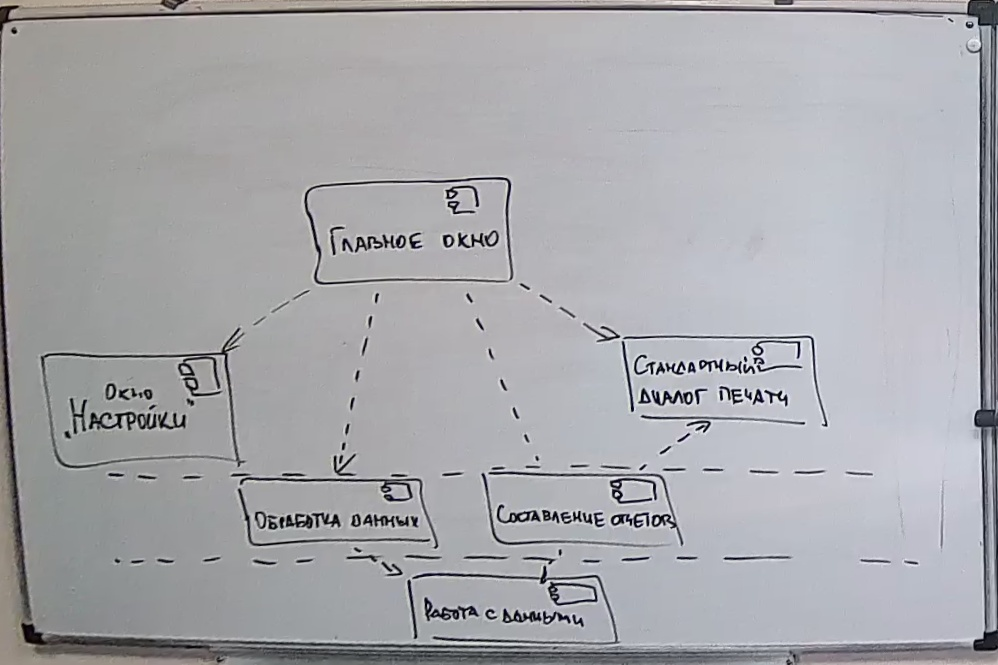 Главное окно
Окно
"Настройки"
Стандартный
диалог печати
Обработка данных
Составление отчетов
Работа с данными